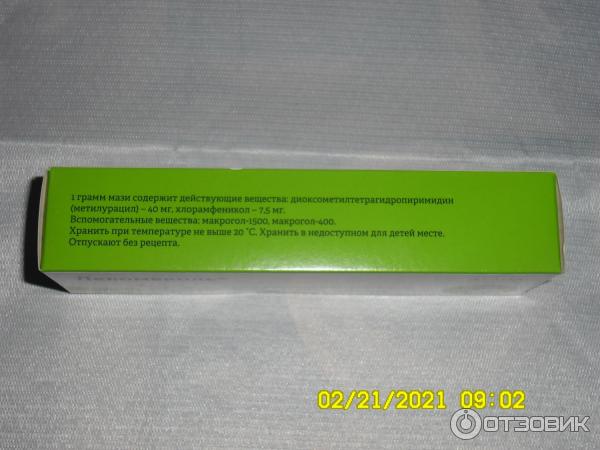 1 грамм мази содержит действующие вещества: диоксометилтетрагидропиримидин
(метилурацил) – 40 мг, хлорамфеникол – 7,5 мг.
Вспомогательные вещества: макрогол-1500, макрогол-400.
Хранить при температуре не выше 20 °C. Хранить в недоступном для детей месте.
Отпускают без рецепта.
02/21/2021 09:02
ОТЗОВИК